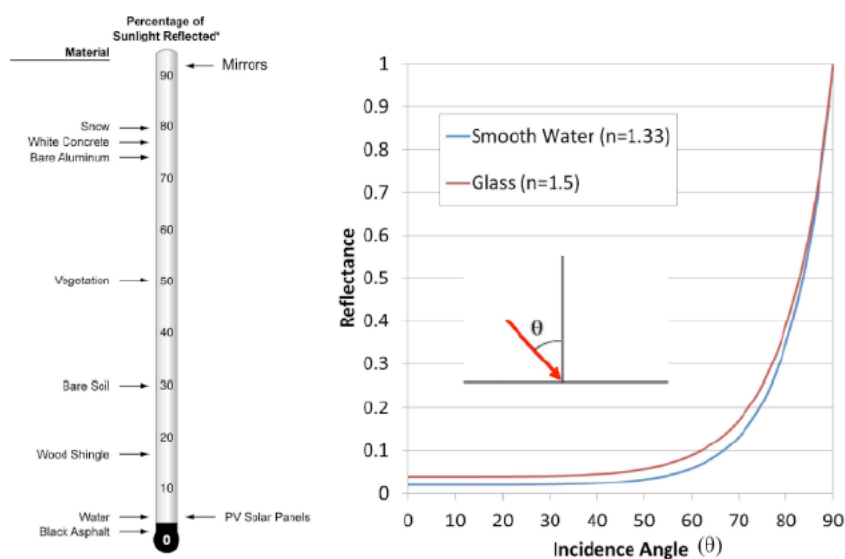 Percentage of
Sunlight Reflected*
Material
Mirrors
90
Snow
80
White Concrete
Bare Aluminum
70
60
Vegetation
50
40
Bare Soil
30
20
Wood Shingle
10
Water
PV Solar Panels
Black Asphalt
0
1
0.9
0.8
0.7
0.6
0.5
0.4
0.3
0.2
0.1
0
Reflectance
Smooth Water (n=1.33)
Glass (n=1.5)
θ
0 10 20 30 40 50 60 70 80 90
Incidence Angle (θ)